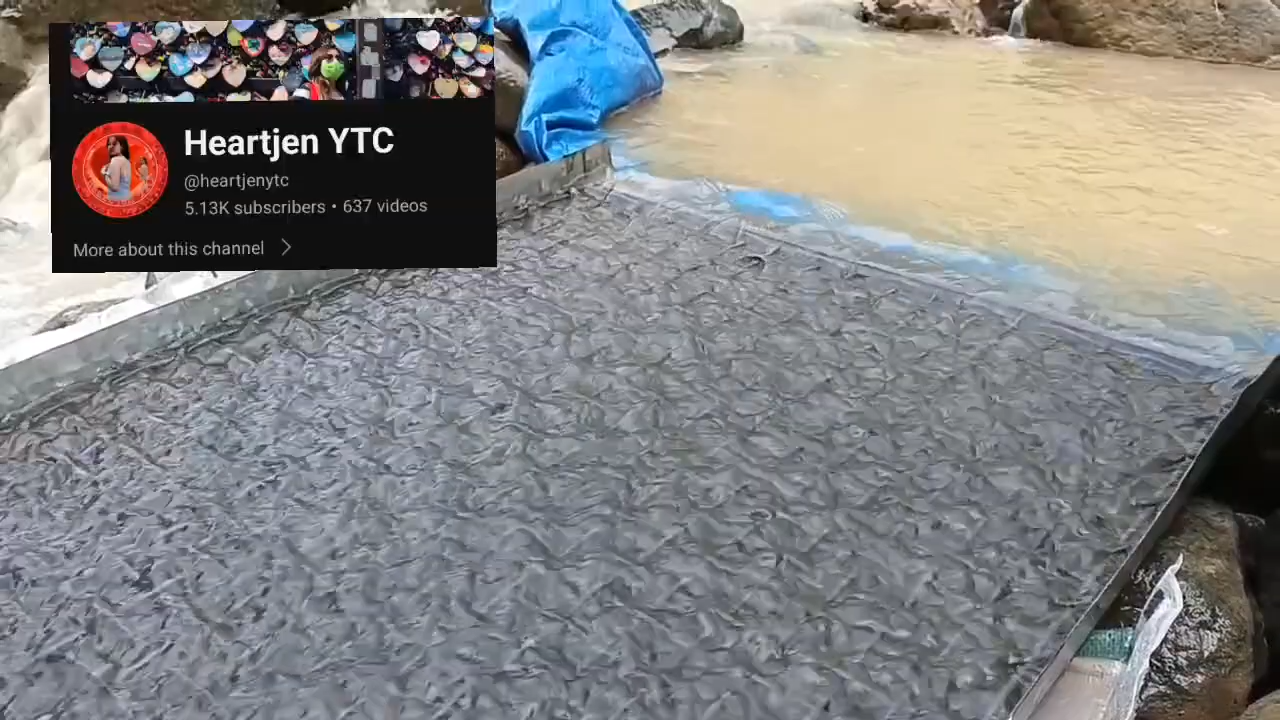 Heartjen YTC
@heartjenytc
5.13K subscribers • 637 videos
More about this channel